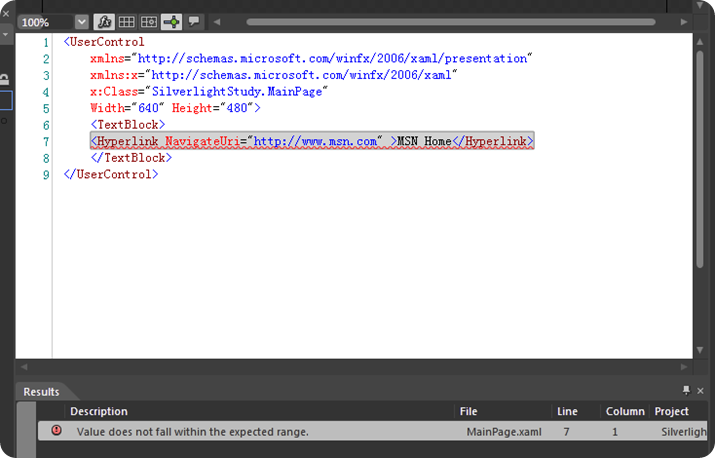 100%
1 <UserControl
2 xmlns="http://schemas.microsoft.com/winfx/2006/xaml/presentation"
3 xmlns:x="http://schemas.microsoft.com/winfx/2006/xaml"
4 x:Class="SilverlightStudy.MainPage"
5 Width="640" Height="480">
6 <TextBlock>
7 <Hyperlink NavigateUri="http://www.msn.com" >MSN Home</Hyperlink>
8 </TextBlock>
9 </UserControl>
Results
Description File Line Column Project
Value does not fall within the expected range. MainPage.xaml 7 1 Silverligh